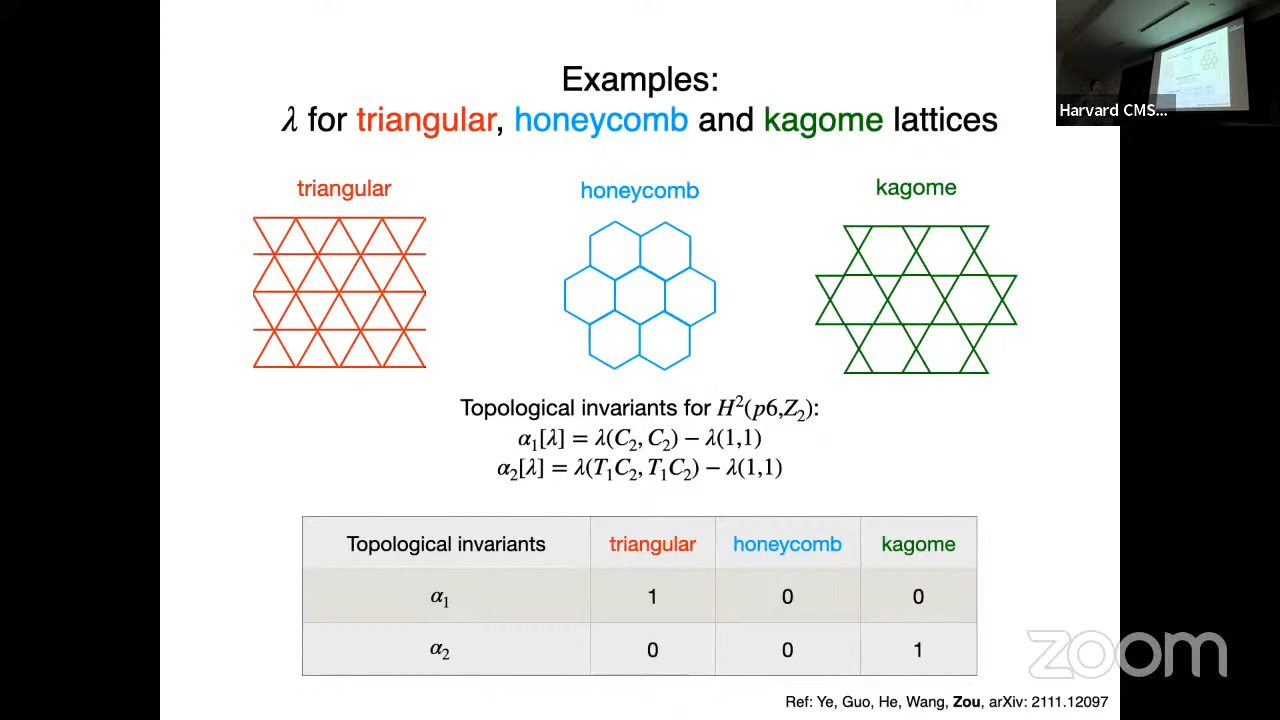 Examples:
λ for triangular, honeycomb and kagome lattices
triangular
honeycomb
kagome
Topological invariants for H²(p6,Z₂):
α₁[λ] = λ(C₂, C₂) − λ(1,1)
α₂[λ] = λ(T₁C₂, T₁C₂) − λ(1,1)
Topological invariants triangular honeycomb kagome
α₁ 1 0 0
α₂ 0 0 1
Ref: Ye, Guo, He, Wang, Zou, arXiv: 2111.12097
Harvard CMS...
zoom